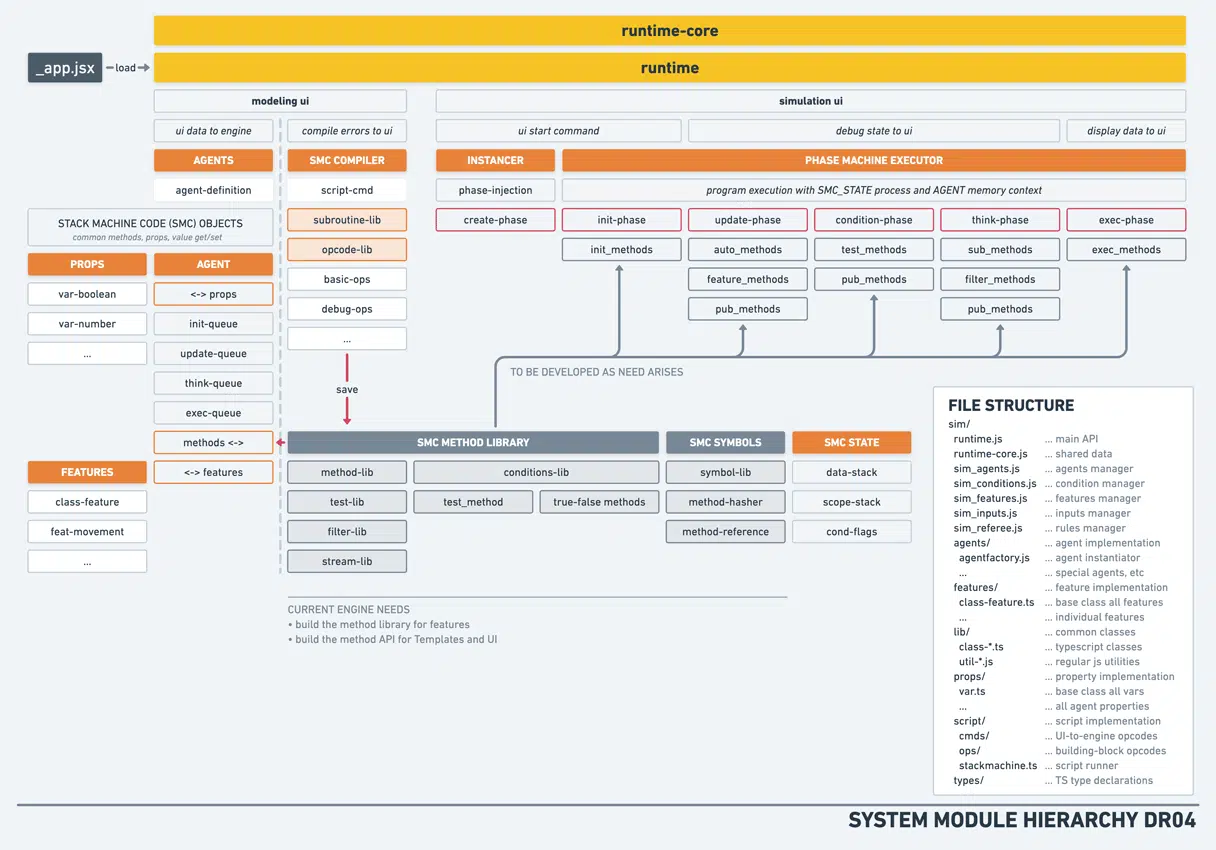 runtime-core
_app.jsx
load
runtime
modeling ui
simulation ui
ui data to engine
compile errors to ui
ui start command
debug state to ui
display data to ui
AGENTS
SMC COMPILER
INSTANCER
PHASE MACHINE EXECUTOR
agent-definition
script-cmd
phase-injection
program execution with SMC_STATE process and AGENT memory context
STACK MACHINE CODE (SMC) OBJECTS
common methods, props, value get/set
subroutine-lib
create-phase
init-phase
update-phase
condition-phase
think-phase
exec-phase
opcode-lib
init_methods
auto_methods
test_methods
sub_methods
exec_methods
PROPS
AGENT
basic-ops
feature_methods
pub_methods
filter_methods
var-boolean
<-> props
debug-ops
pub_methods
pub_methods
var-number
init-queue
...
...
update-queue
think-queue
exec-queue
save
TO BE DEVELOPED AS NEED ARISES
methods <->
SMC METHOD LIBRARY
SMC SYMBOLS
SMC STATE
FEATURES
<-> features
method-lib
conditions-lib
symbol-lib
data-stack
class-feature
test-lib
test_method
true-false methods
method-hasher
scope-stack
feat-movement
filter-lib
method-reference
cond-flags
...
stream-lib
CURRENT ENGINE NEEDS
• build the method library for features
• build the method API for Templates and UI
FILE STRUCTURE
sim/
runtime.js ... main API
runtime-core.js ... shared data
sim_agents.js ... agents manager
sim_conditions.js ... condition manager
sim_features.js ... features manager
sim_inputs.js ... inputs manager
sim_referee.js ... rules manager
agents/ ... agent implementation
agentfactory.js ... agent instantiator
... ... special agents, etc
features/ ... feature implementation
class-feature.ts ... base class all features
... ... individual features
lib/ ... common classes
class-*.ts ... typescript classes
util-*.js ... regular js utilities
props/ ... property implementation
var.ts ... base class all vars
... ... all agent properties
script/ ... script implementation
cmds/ ... UI-to-engine opcodes
ops/ ... building-block opcodes
stackmachine.ts ... script runner
types/ ... TS type declarations
SYSTEM MODULE HIERARCHY DR04